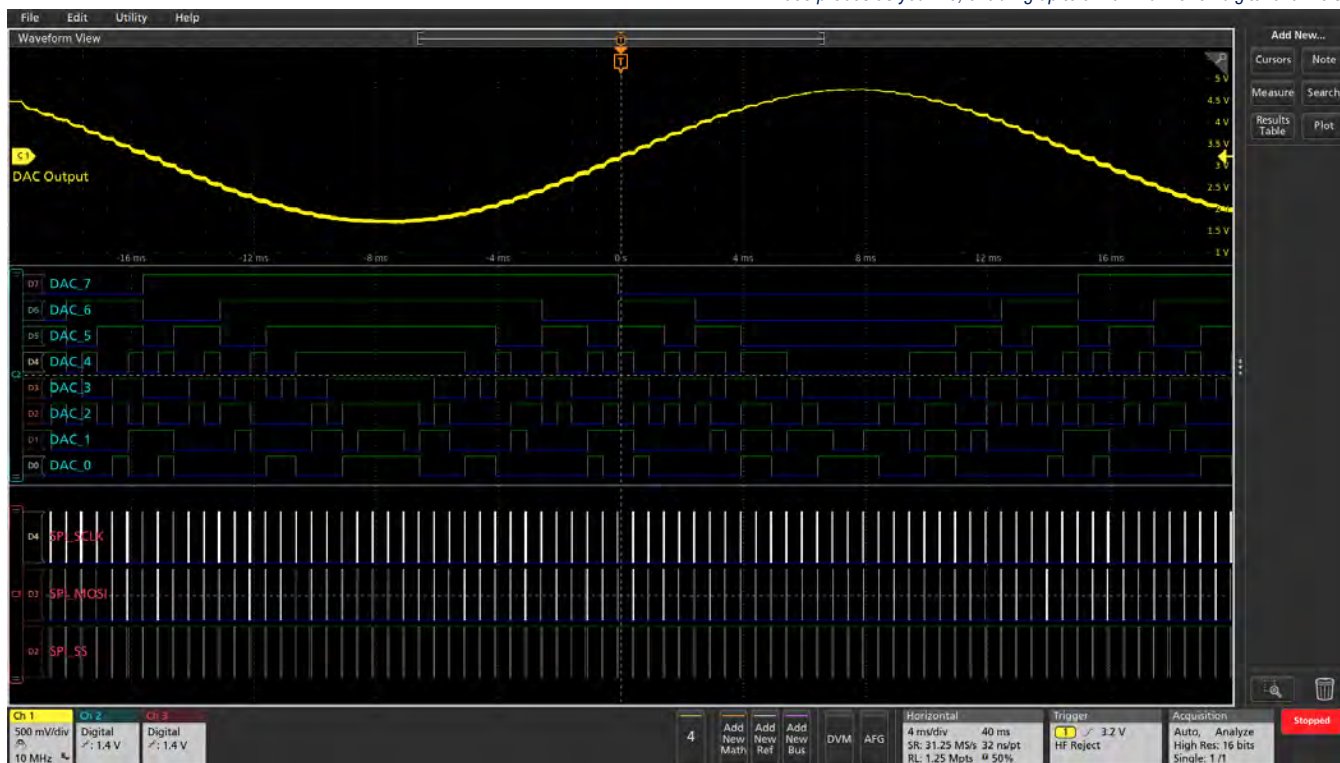 File Edit Utility Help
Waveform View
Add New...
Cursors Note
Measure Search
Results Table Plot
T
5 V
4.5 V
4 V
3.5 V
3 V
2.5 V
2 V
1.5 V
1 V
C1
DAC Output
-16 ms -12 ms -8 ms -4 ms 0 s 4 ms 8 ms 12 ms 16 ms
D7 DAC_7
D6 DAC_6
D5 DAC_5
D4 DAC_4
C2
D3 DAC_3
D2 DAC_2
D1 DAC_1
D0 DAC_0
D4 SPI_SCLK
C3 D3 SPI_MOSI
D2 SPI_SS
Ch 1 Ch 2 Ch 3
500 mV/div Digital Digital
: 1.4 V : 1.4 V
10 MHz
4
Add New Math
Add New Ref
Add New Bus
DVM AFG
Horizontal
4 ms/div 40 ms
SR: 31.25 MS/s 32 ns/pt
RL: 1.25 Mpts 50%
Trigger
1 3.2 V
HF Reject
Acquisition
Auto, Analyze
High Res: 16 bits
Single: 1 /1
Stopped